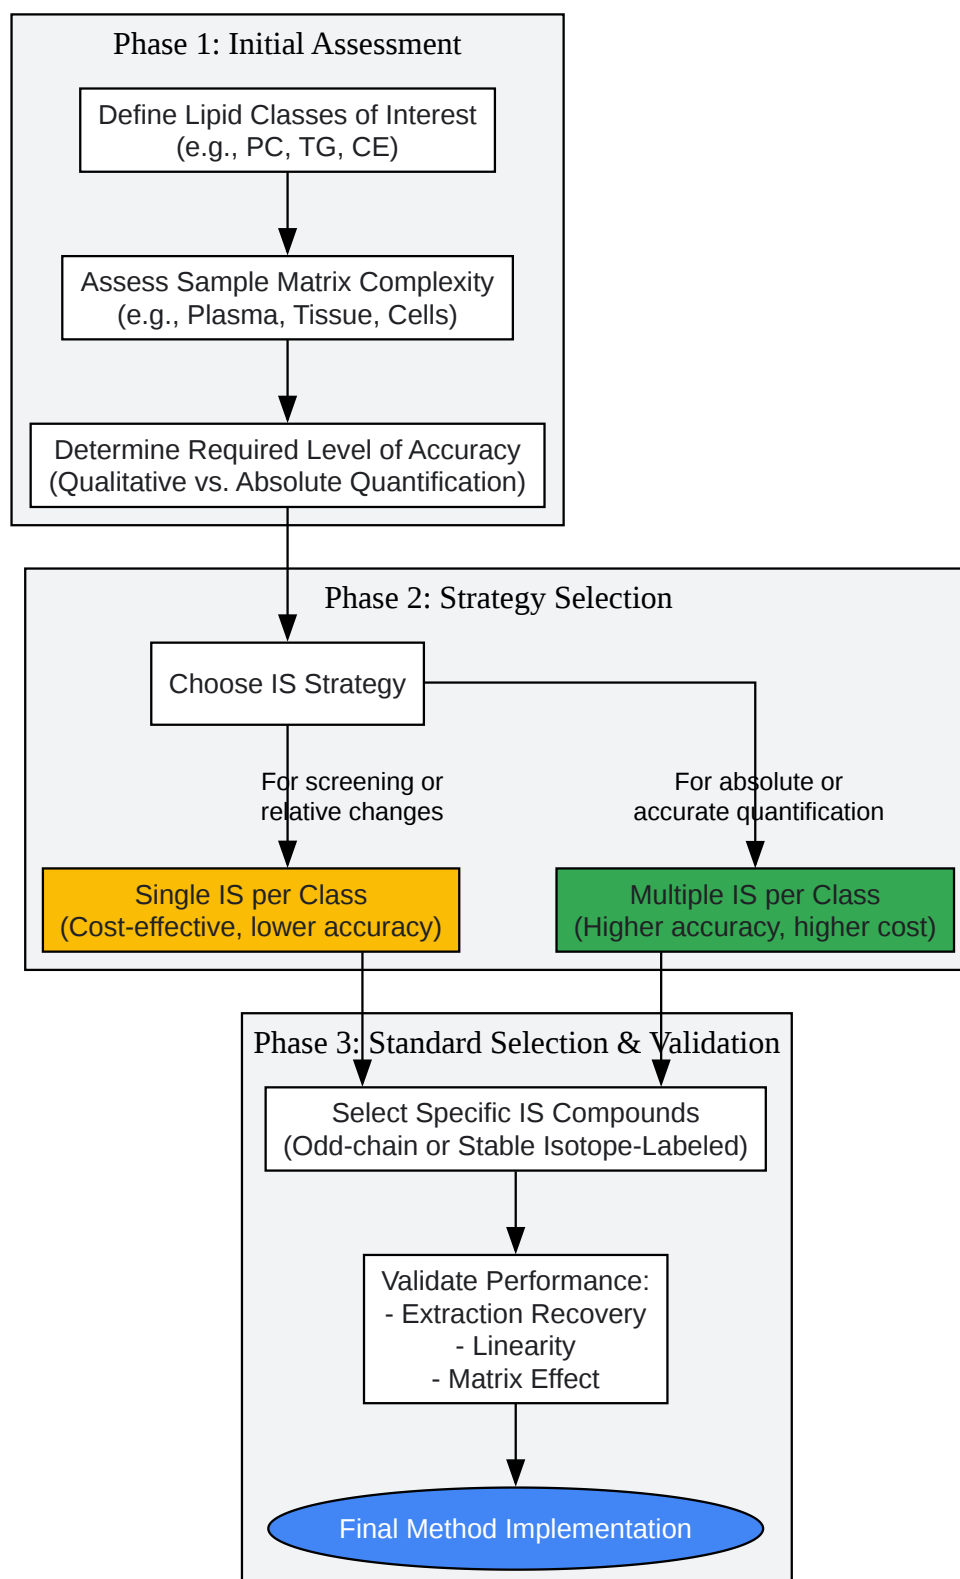 Phase 1: Initial Assessment
Define Lipid Classes of Interest
(e.g., PC, TG, CE)
Assess Sample Matrix Complexity
(e.g., Plasma, Tissue, Cells)
Determine Required Level of Accuracy
(Qualitative vs. Absolute Quantification)
Phase 2: Strategy Selection
Choose IS Strategy
For screening or
relative changes
For absolute or
accurate quantification
Single IS per Class
(Cost-effective, lower accuracy)
Multiple IS per Class
(Higher accuracy, higher cost)
Phase 3: Standard Selection & Validation
Select Specific IS Compounds
(Odd-chain or Stable Isotope-Labeled)
Validate Performance:
- Extraction Recovery
- Linearity
- Matrix Effect
Final Method Implementation